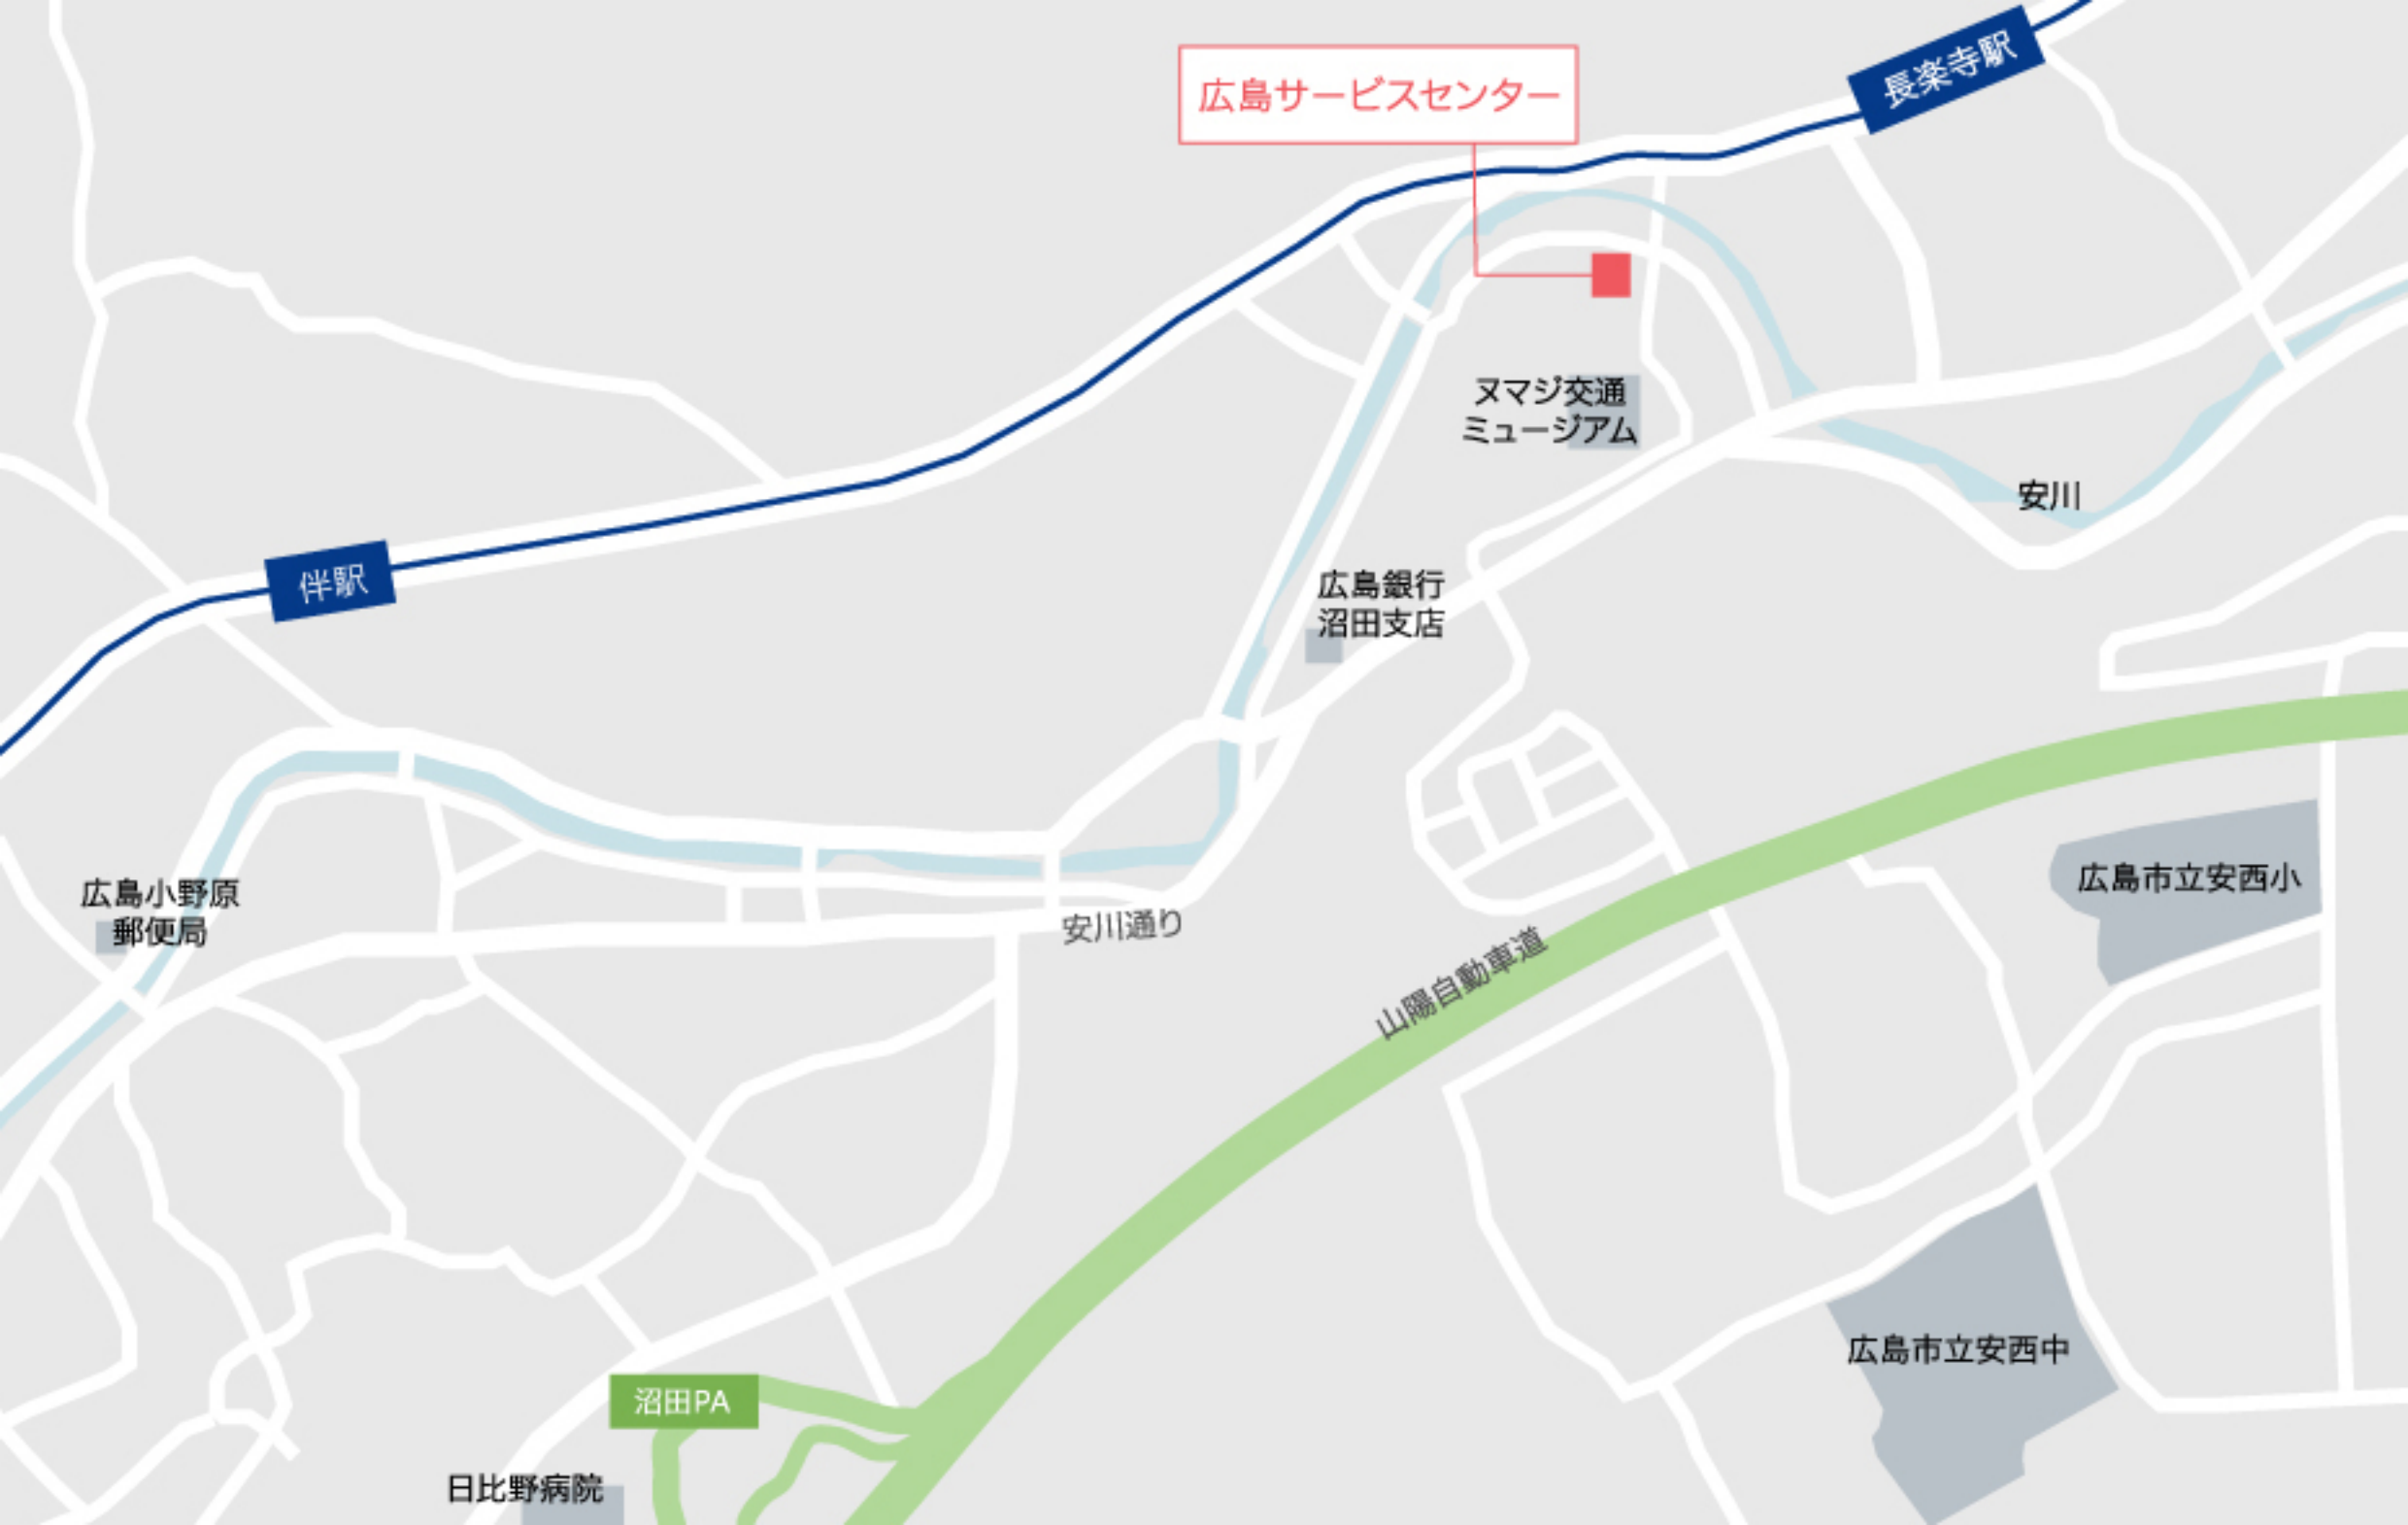 長楽寺駅
広島サービスセンター
ヌマジ交通
ミュージアム
安川
伴駅
広島銀行
沼田支店
広島小野原
郵便局
安川通り
広島市立安西小
山陽自動車道
広島市立安西中
沼田PA
日比野病院